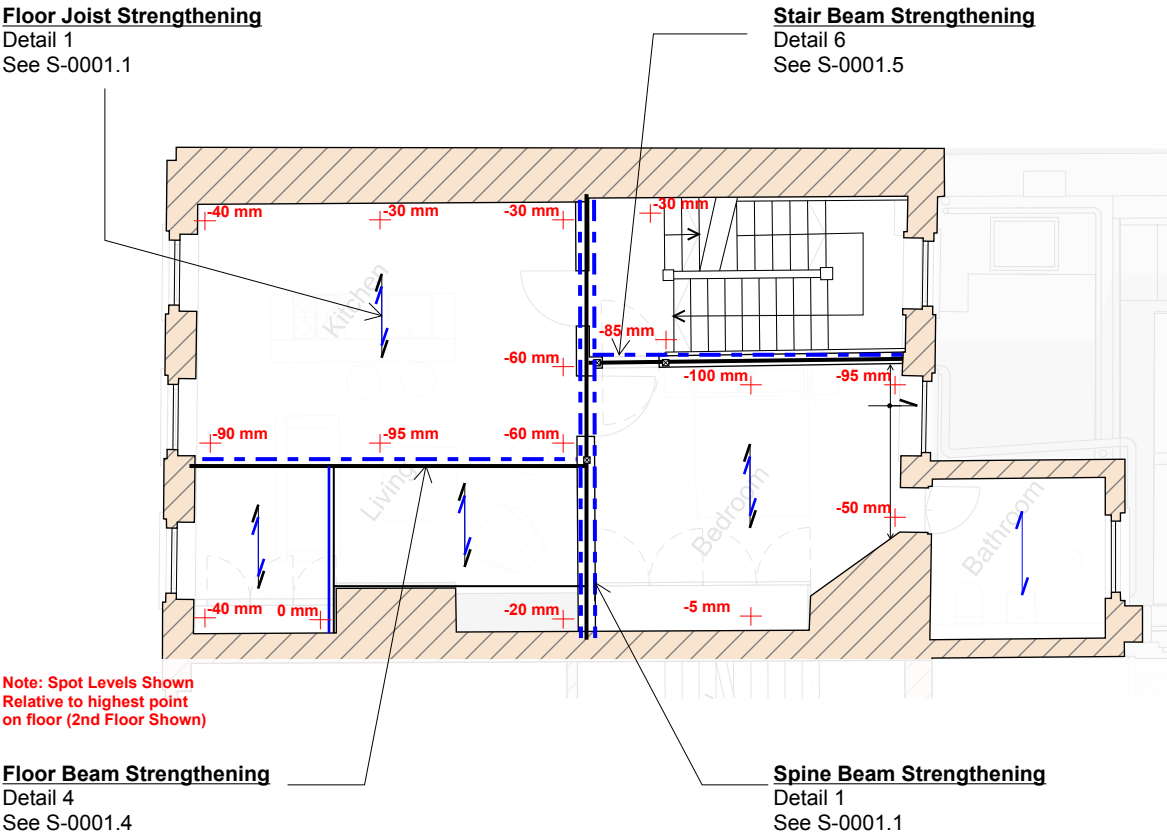 Floor Joist Strengthening
Detail 1
See S-0001.1
Stair Beam Strengthening
Detail 6
See S-0001.5
-40 mm
-30 mm
-30 mm
-30 mm
Kitchen
-85 mm
-60 mm
-100 mm
-95 mm
-90 mm
-95 mm
-60 mm
Living
Bedroom
-50 mm
Bathroom
-40 mm
0 mm
-20 mm
-5 mm
Note: Spot Levels Shown
Relative to highest point
on floor (2nd Floor Shown)
Floor Beam Strengthening
Detail 4
See S-0001.4
Spine Beam Strengthening
Detail 1
See S-0001.1